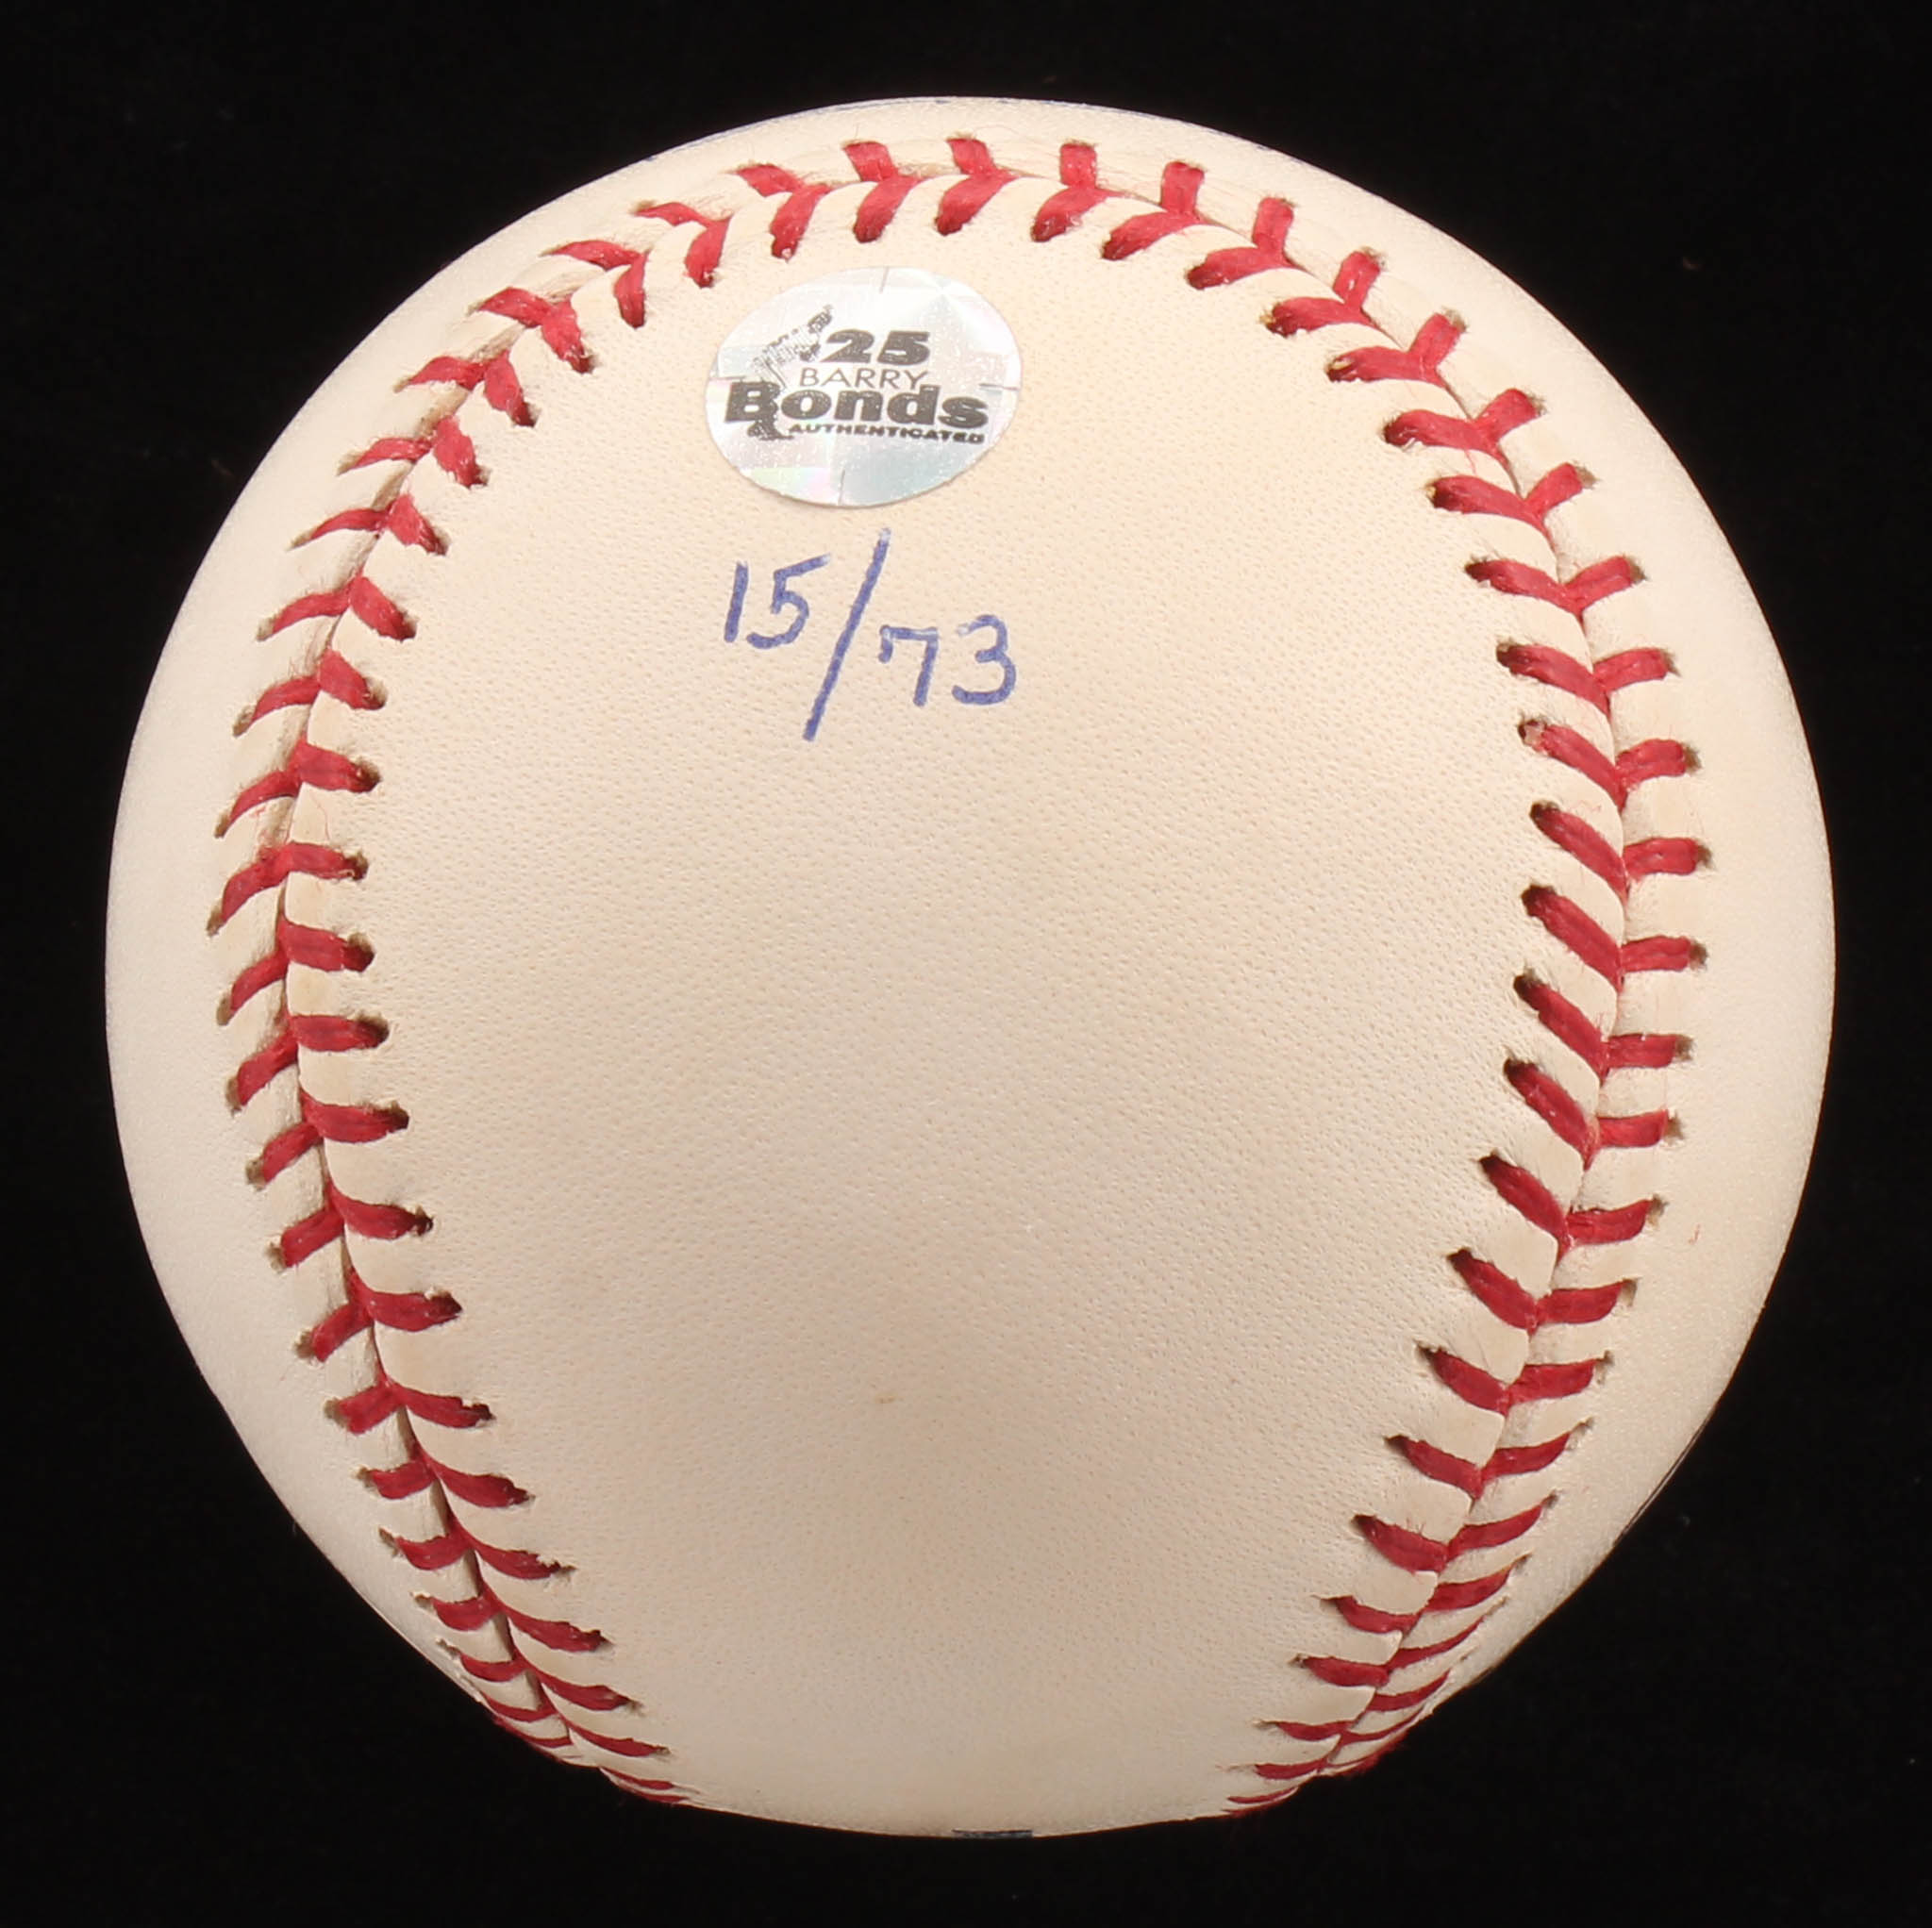 25
BARRY
Bonds
AUTHENTICATED
15/73